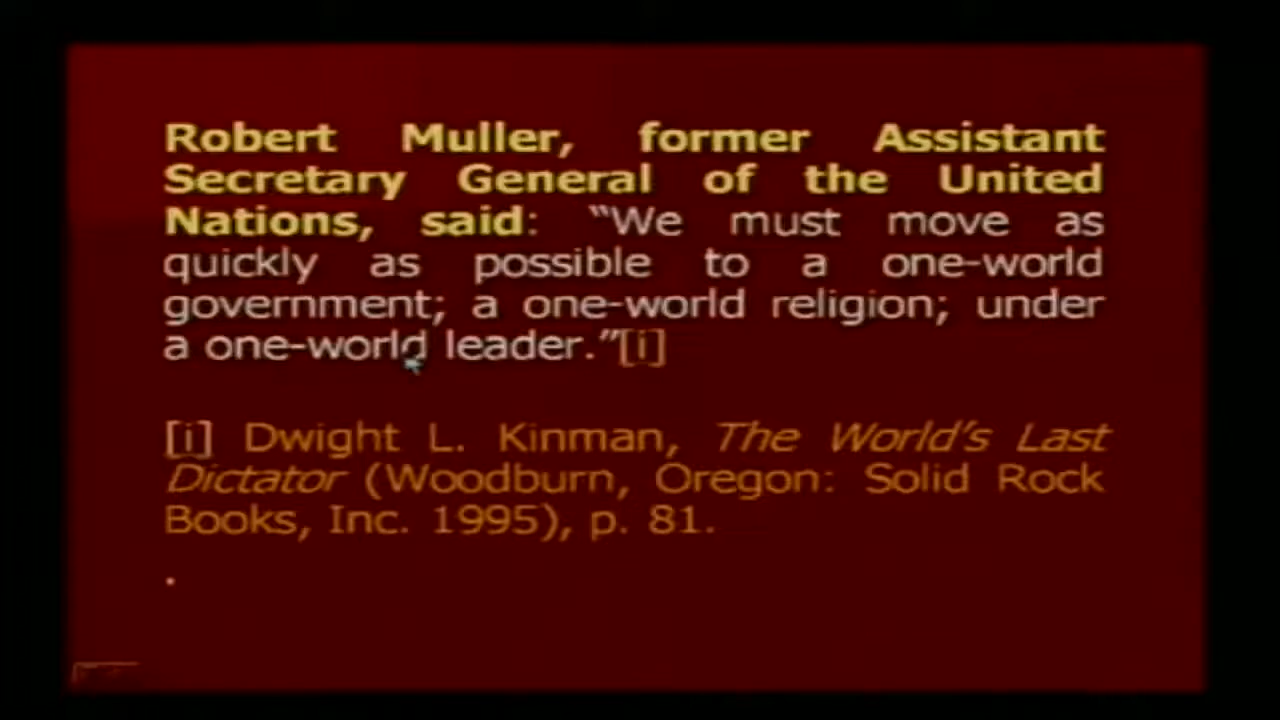 Robert Muller, former Assistant
Secretary General of the United
Nations, said: “We must move as
quickly as possible to a one-world
government; a one-world religion; under
a one-world leader.”[i]
[i] Dwight L. Kinman, The World’s Last
Dictator (Woodburn, Oregon: Solid Rock
Books, Inc. 1995), p. 81.
.